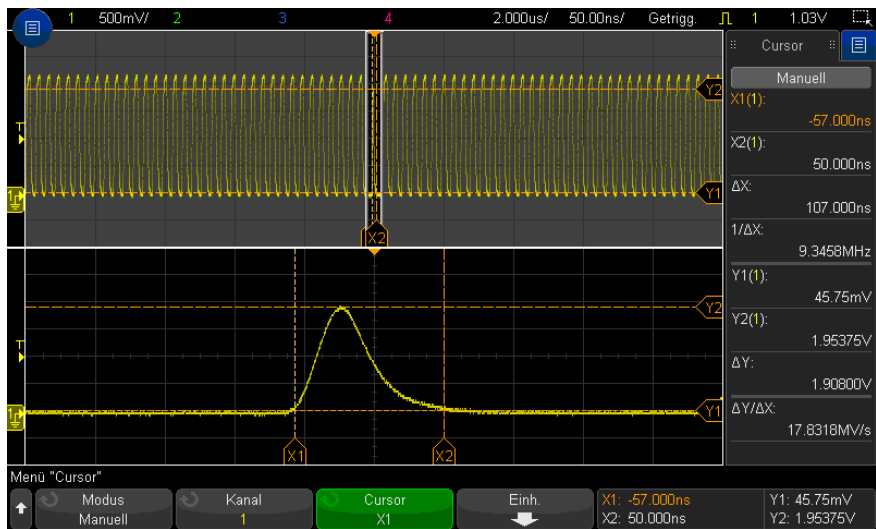 1 500mV/ 2 3 4 2.000us/ 50.00ns/ Getrigg. 1 1.03V
Cursor
Manuell
X1(1):
-57.000ns
X2(1):
50.000ns
ΔX:
107.000ns
1/ΔX:
9.3458MHz
Y1(1):
45.75mV
Y2(1):
1.95375V
ΔY:
1.90800V
ΔY/ΔX:
17.8318MV/s
T
Y2
1
Y1
X2
Y2
T
1
Y1
X1
X2
Menü "Cursor"
Modus
Manuell
Kanal
1
Cursor
X1
Einh.
X1: -57.000ns
X2: 50.000ns
Y1: 45.75mV
Y2: 1.95375V